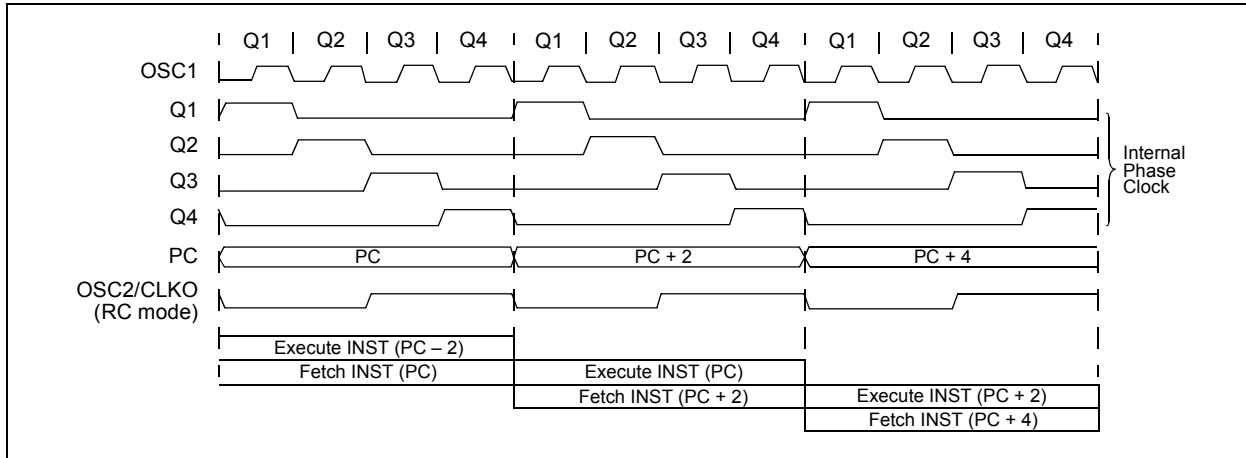 Q1 | Q2 | Q3 | Q4 | Q1 | Q2 | Q3 | Q4 | Q1 | Q2 | Q3 | Q4
OSC1
Q1
Q2
Q3
Q4
Internal
Phase
Clock
PC
PC PC + 2 PC + 4
OSC2/CLKO
(RC mode)
Execute INST (PC – 2)
Fetch INST (PC) Execute INST (PC)
Fetch INST (PC + 2) Execute INST (PC + 2)
Fetch INST (PC + 4)